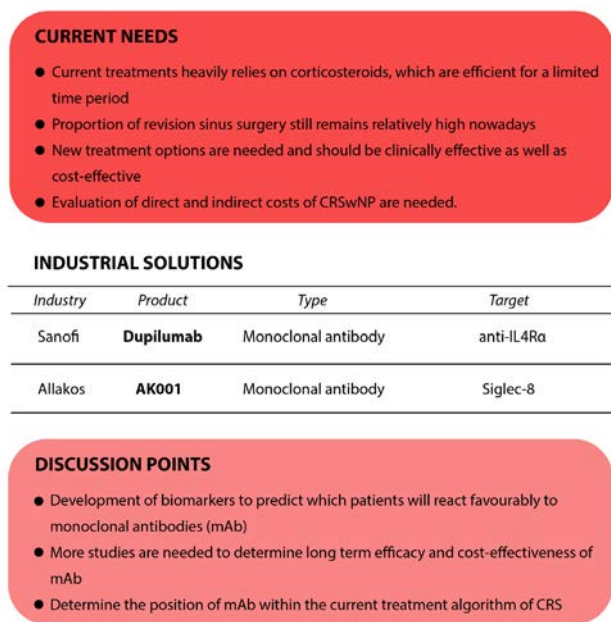 CURRENT NEEDS
● Current treatments heavily relies on corticosteroids, which are efficient for a limited
time period
● Proportion of revision sinus surgery still remains relatively high nowadays
● New treatment options are needed and should be clinically effective as well as
cost-effective
● Evaluation of direct and indirect costs of CRSwNP are needed.
INDUSTRIAL SOLUTIONS
Industry Product Type Target
Sanofi Dupilumab Monoclonal antibody anti-IL4Rα
Allakos AK001 Monoclonal antibody Siglec-8
DISCUSSION POINTS
● Development of biomarkers to predict which patients will react favourably to
monoclonal antibodies (mAb)
● More studies are needed to determine long term efficacy and cost-effectiveness of
mAb
● Determine the position of mAb within the current treatment algorithm of CRS